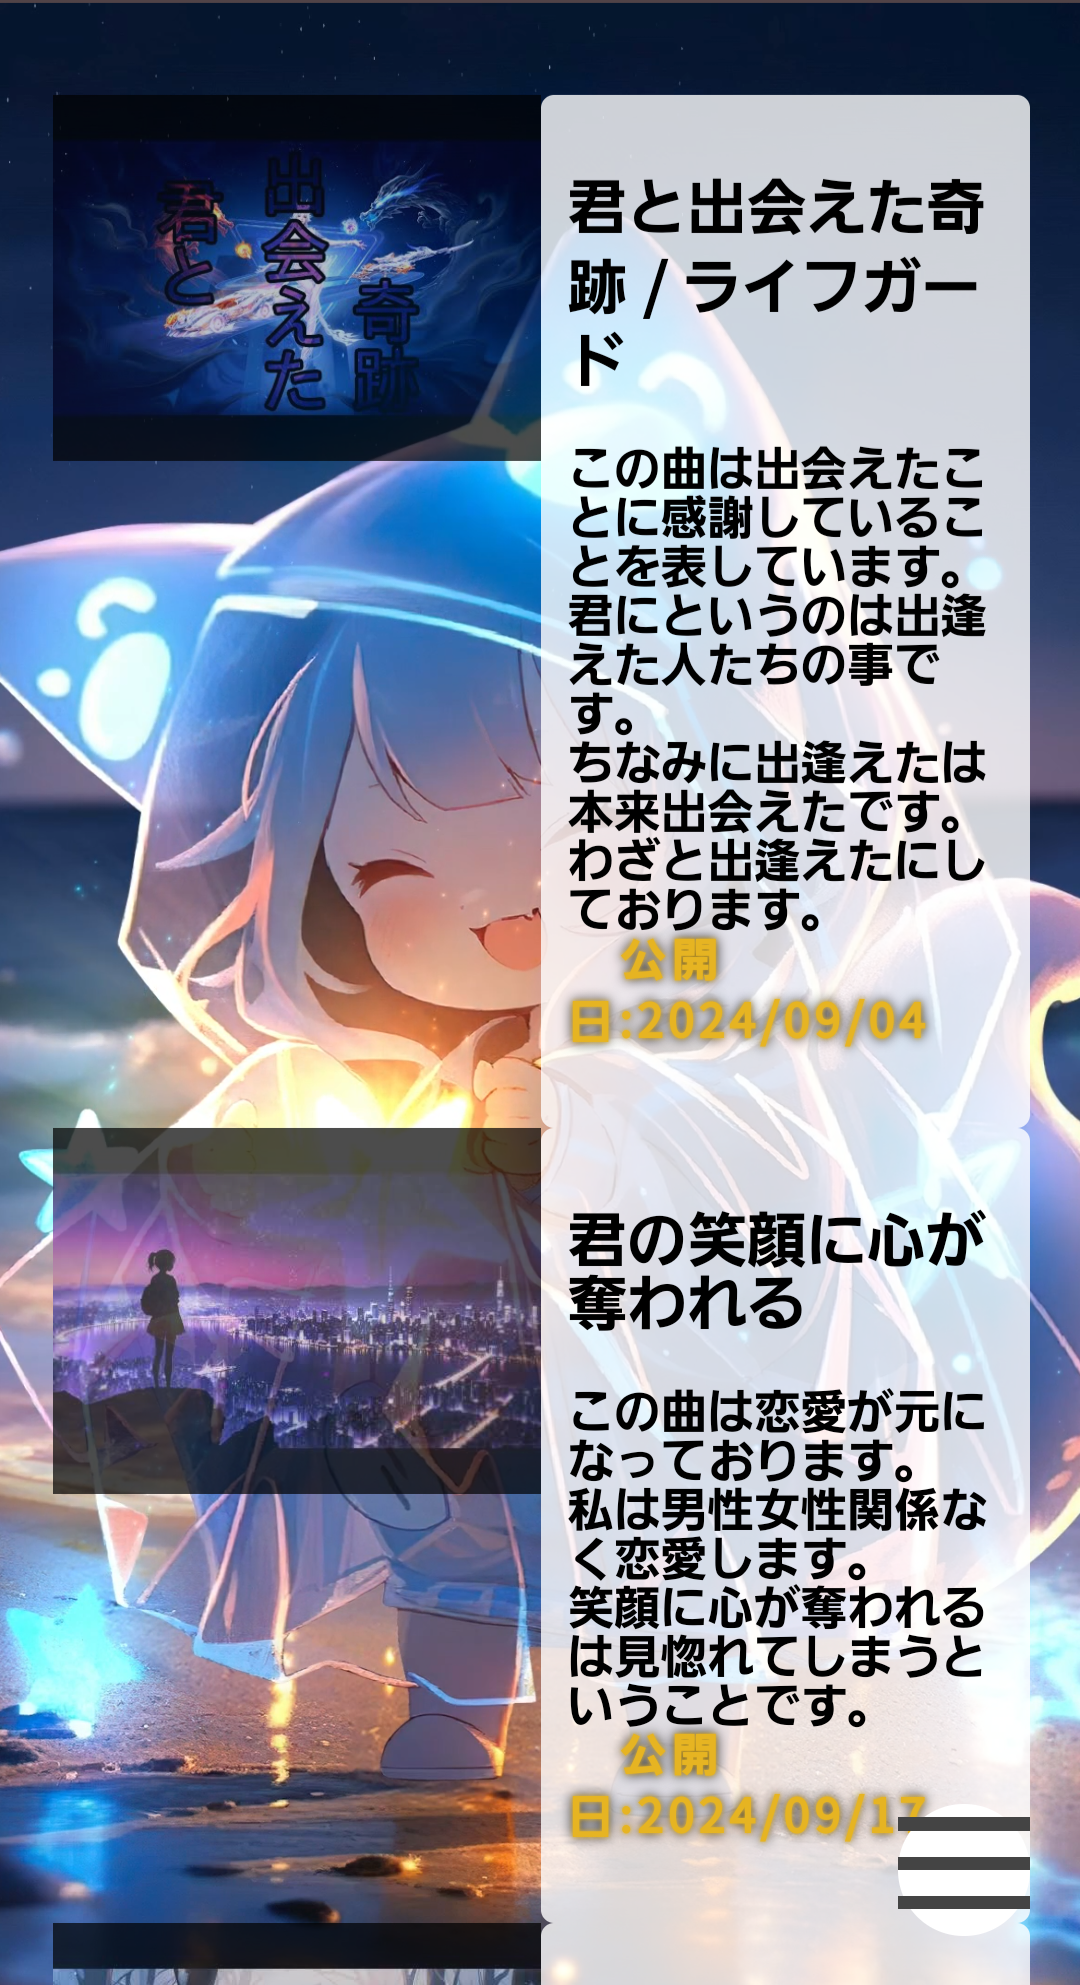 君と
出会えた
奇跡
君と出会えた奇
跡 / ライフガー
ド
この曲は出会えたこ
とに感謝しているこ
とを表しています。
君にというのは出逢
えた人たちの事で
す。
ちなみに出逢えたは
本来出会えたです。
わざと出逢えたにし
ております。
公開
日:2024/09/04
君の笑顔に心が
奪われる
この曲は恋愛が元に
なっております。
私は男性女性関係な
く恋愛します。
笑顔に心が奪われる
は見惚れてしまうと
いうことです。
公開
日:2024/09/17